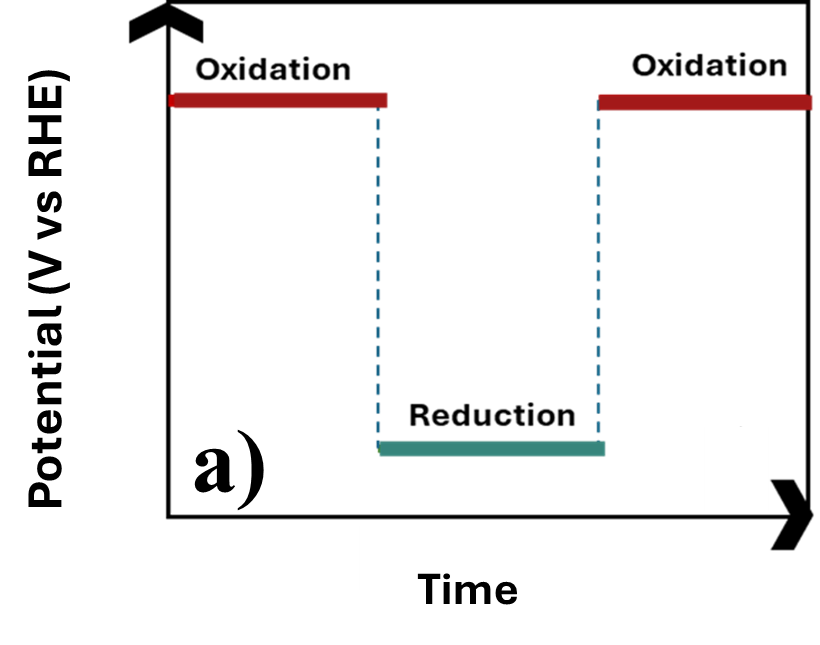 Oxidation
Oxidation
Potential (V vs RHE)
Reduction
a)
Time